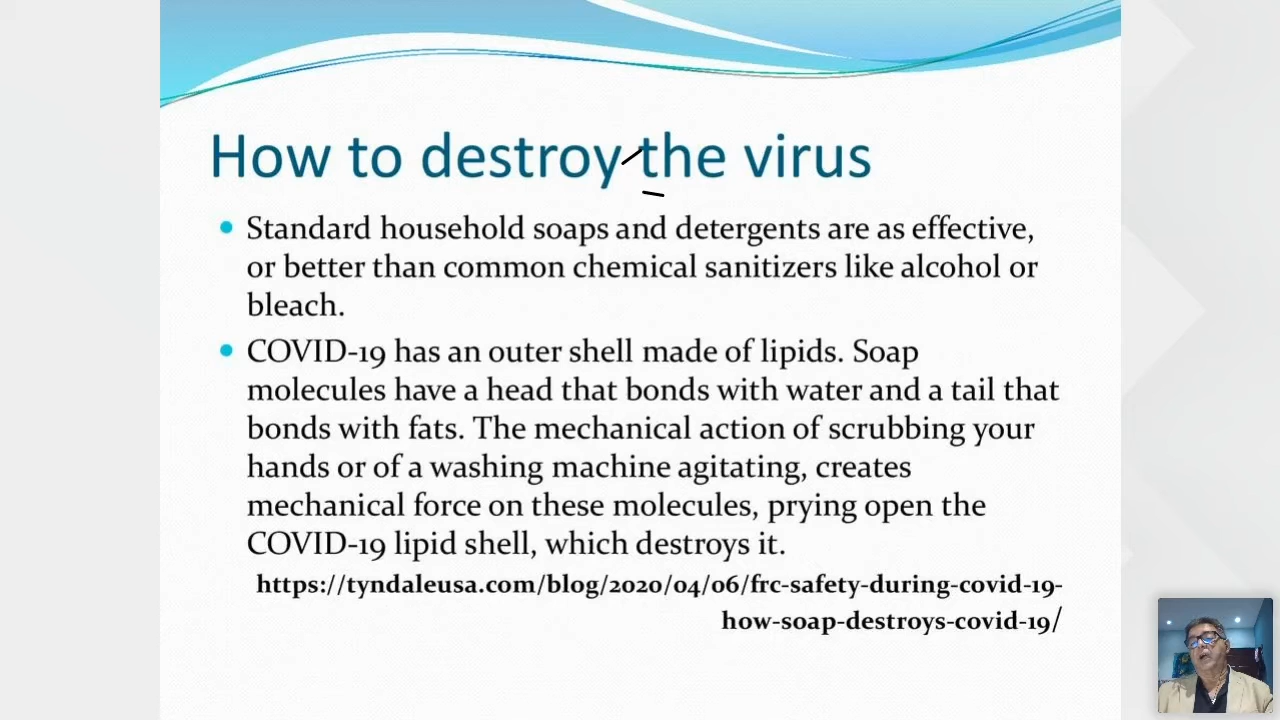 How to destroy the virus
Standard household soaps and detergents are as effective,
or better than common chemical sanitizers like alcohol or
bleach.
COVID-19 has an outer shell made of lipids. Soap
molecules have a head that bonds with water and a tail that
bonds with fats. The mechanical action of scrubbing your
hands or of a washing machine agitating, creates
mechanical force on these molecules, prying open the
COVID-19 lipid shell, which destroys it.
https://tyndaleusa.com/blog/2020/04/06/frc-safety-during-covid-19-
how-soap-destroys-covid-19/